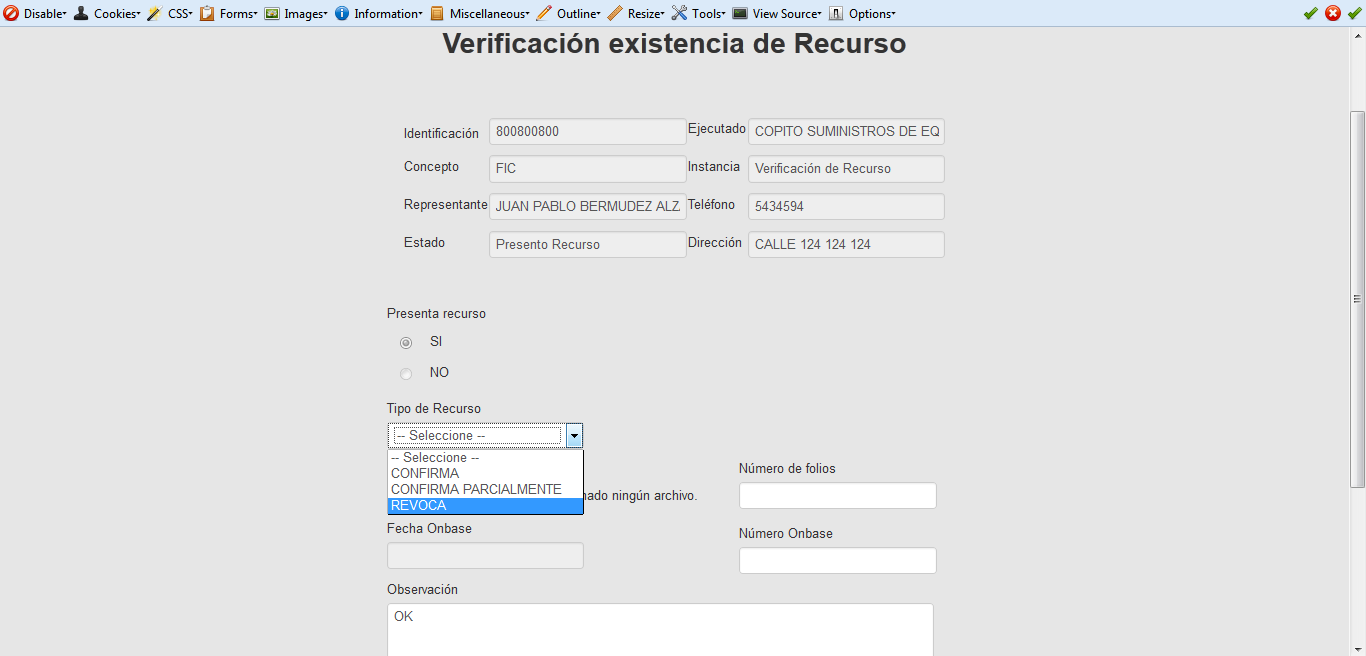 Disable Cookies CSS Forms Images Information Miscellaneous Outline Resize Tools View Source Options
Verificación existencia de Recurso
Identificación 800800800 Ejecutado COPITO SUMINISTROS DE EQ
Concepto FIC Instancia Verificación de Recurso
Representante JUAN PABLO BERMUDEZ ALZ Teléfono 5434594
Estado Presento Recurso Dirección CALLE 124 124 124
Presenta recurso
SI
NO
Tipo de Recurso
-- Seleccione --
-- Seleccione --
CONFIRMA
CONFIRMA PARCIALMENTE
REVOCA
Número de folios
nado ningún archivo.
Fecha Onbase
Número Onbase
Observación
OK